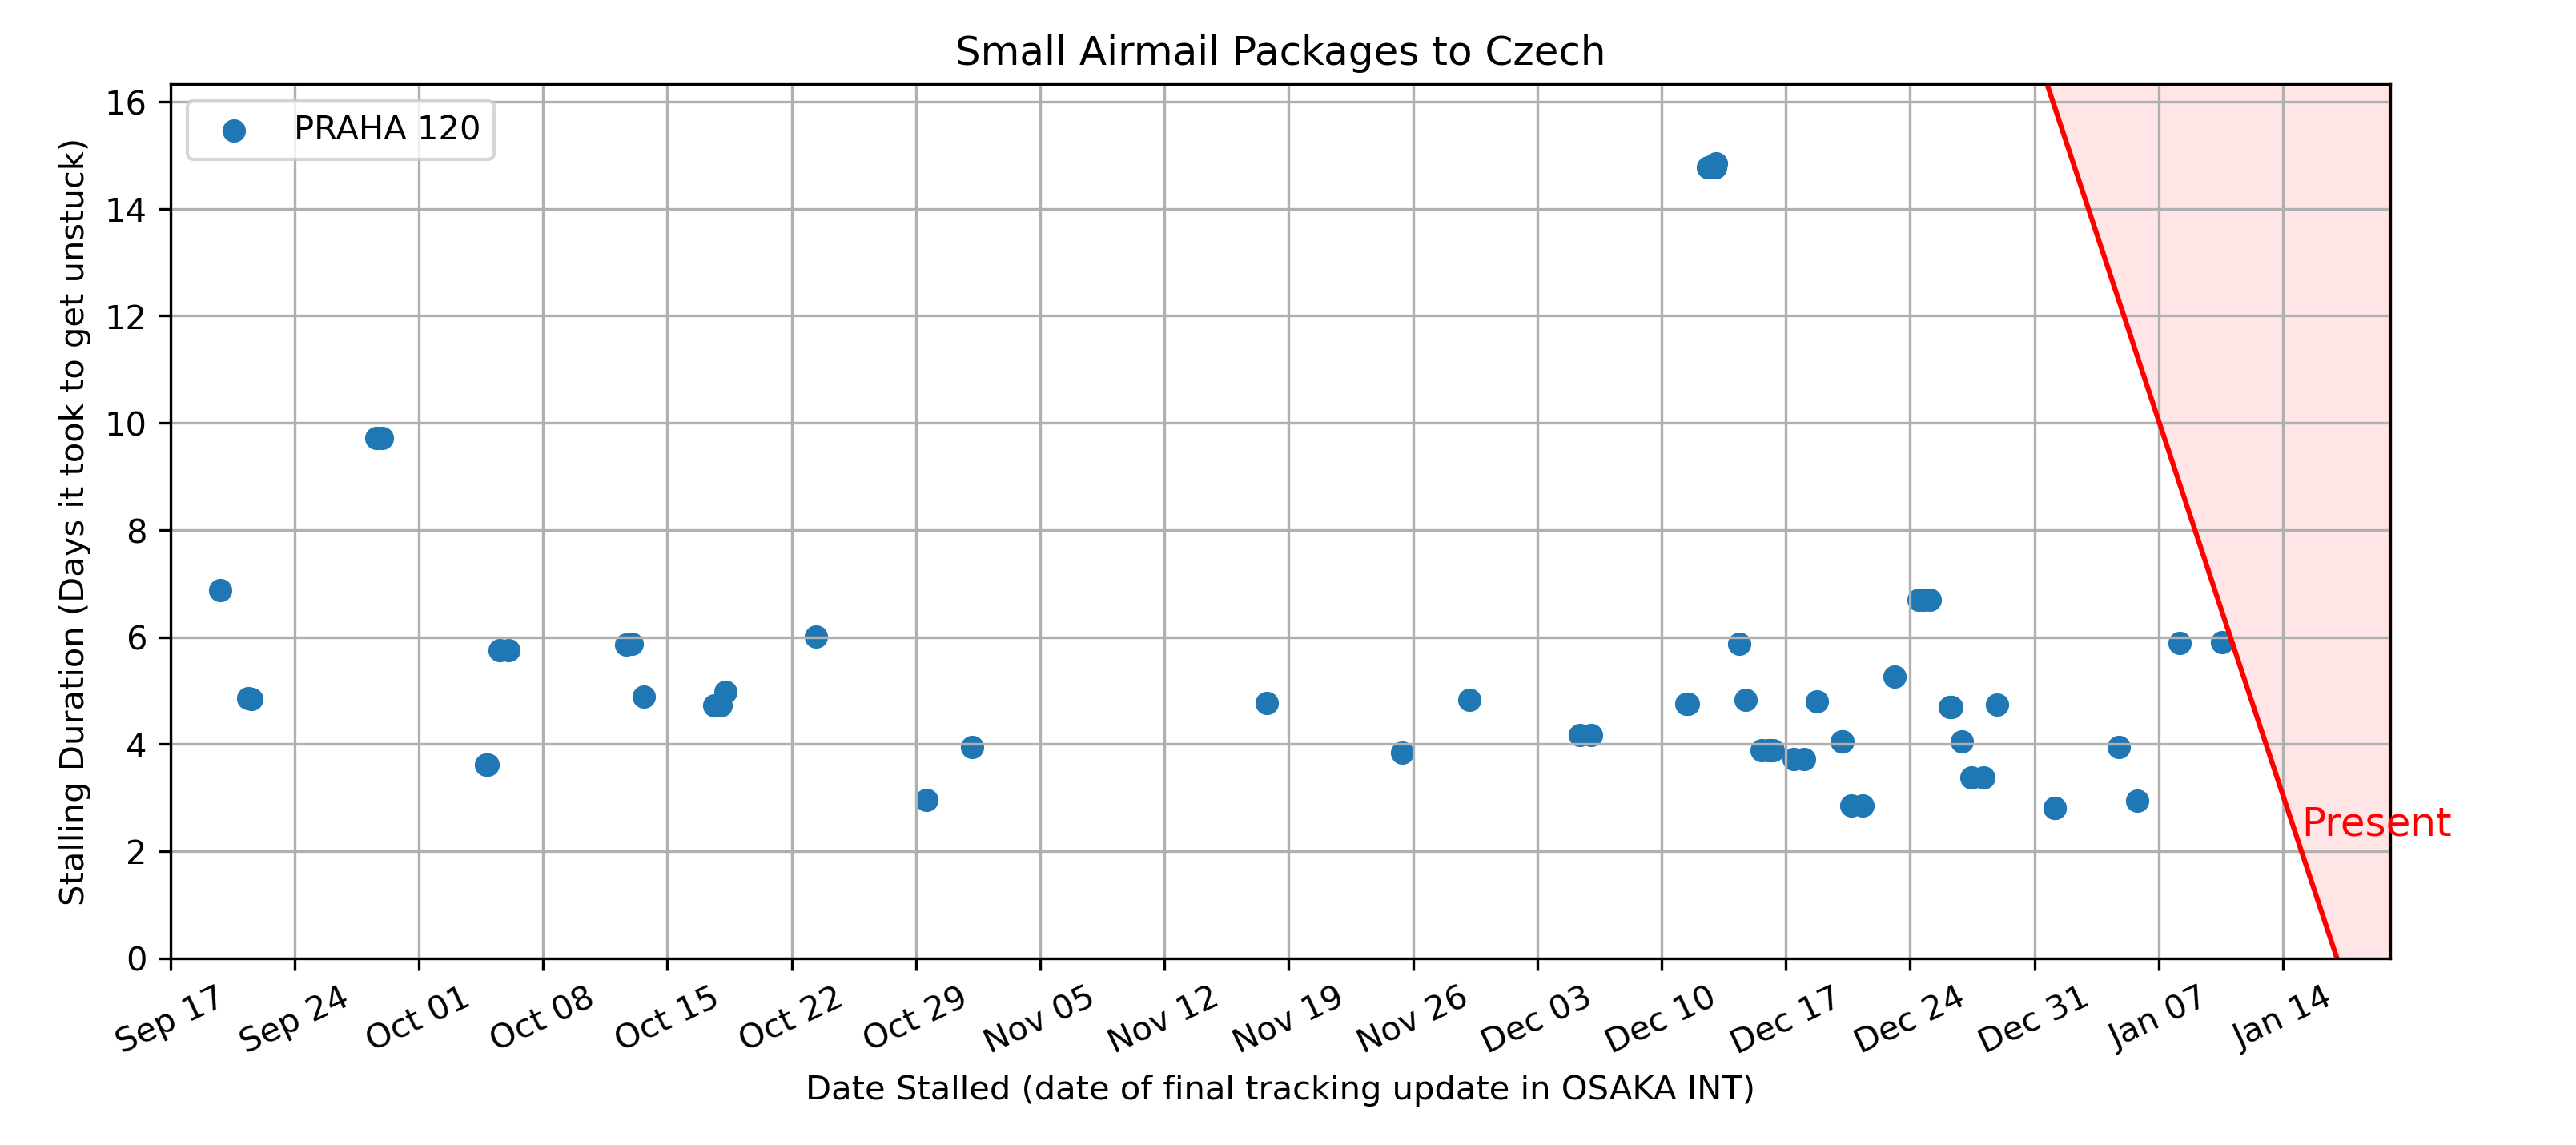 Small Airmail Packages to Czech
PRAHA 120
Stalling Duration (Days it took to get unstuck)
16
14
12
10
8
6
4
2
0
Present
Sep 17
Sep 24
Oct 01
Oct 08
Oct 15
Oct 22
Oct 29
Nov 05
Nov 12
Nov 19
Nov 26
Dec 03
Dec 10
Dec 17
Dec 24
Dec 31
Jan 07
Jan 14
Date Stalled (date of final tracking update in OSAKA INT)